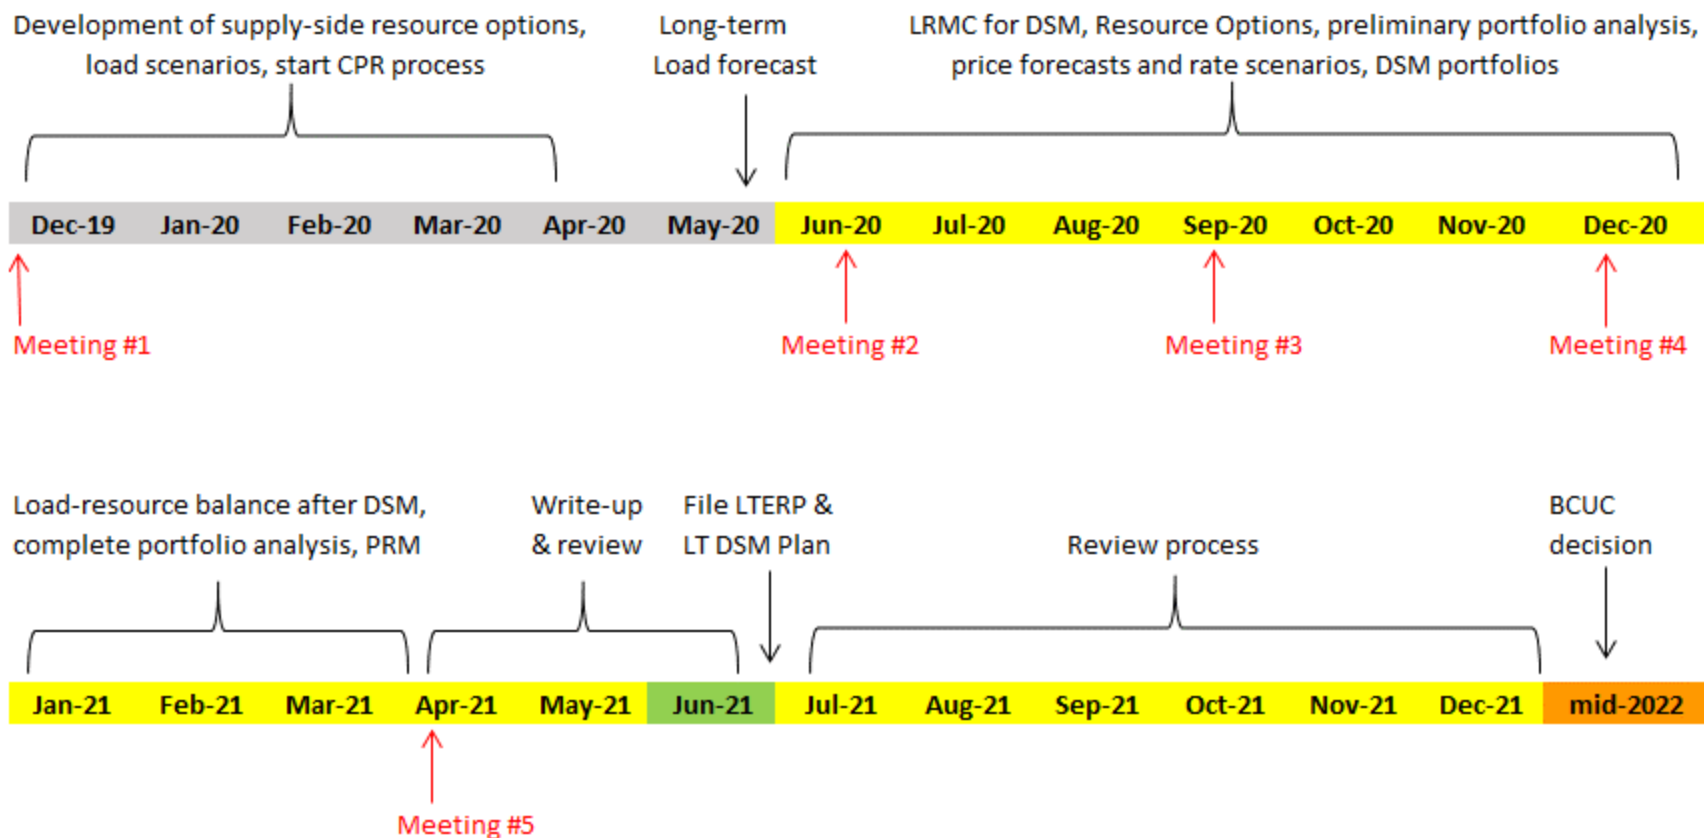 Development of supply-side resource options,
load scenarios, start CPR process
Long-term
Load forecast
LRMC for DSM, Resource Options, preliminary portfolio analysis,
price forecasts and rate scenarios, DSM portfolios
Dec-19 Jan-20 Feb-20 Mar-20 Apr-20 May-20 Jun-20 Jul-20 Aug-20 Sep-20 Oct-20 Nov-20 Dec-20
Meeting #1 Meeting #2 Meeting #3 Meeting #4
Load-resource balance after DSM,
complete portfolio analysis, PRM
Write-up
& review
File LTERP &
LT DSM Plan
Review process
BCUC
decision
Jan-21 Feb-21 Mar-21 Apr-21 May-21 Jun-21 Jul-21 Aug-21 Sep-21 Oct-21 Nov-21 Dec-21 mid-2022
Meeting #5